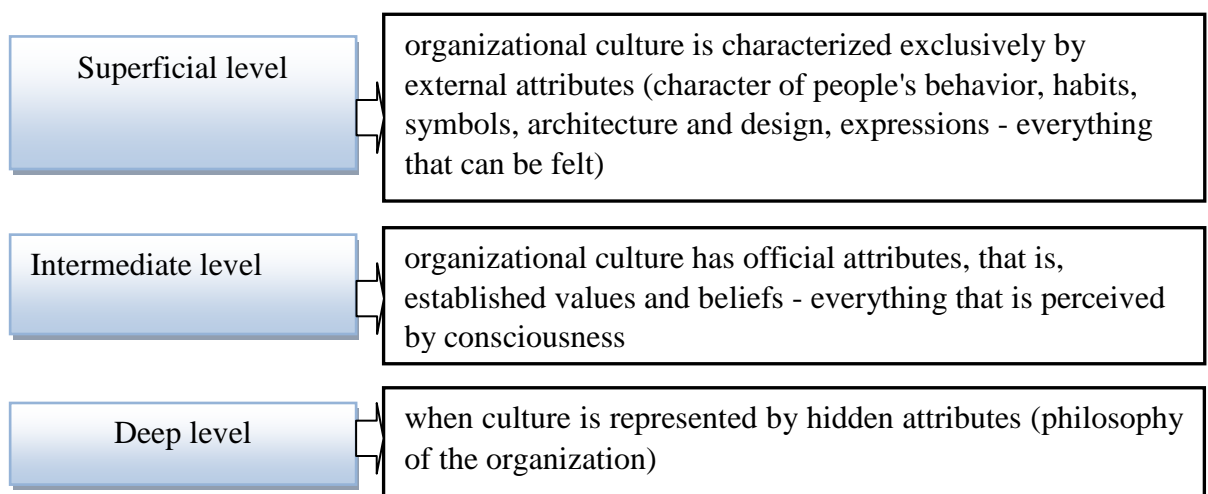 Superficial level
organizational culture is characterized exclusively by
external attributes (character of people's behavior, habits,
symbols, architecture and design, expressions - everything
that can be felt)
Intermediate level
organizational culture has official attributes, that is,
established values and beliefs - everything that is perceived
by consciousness
Deep level
when culture is represented by hidden attributes (philosophy
of the organization)